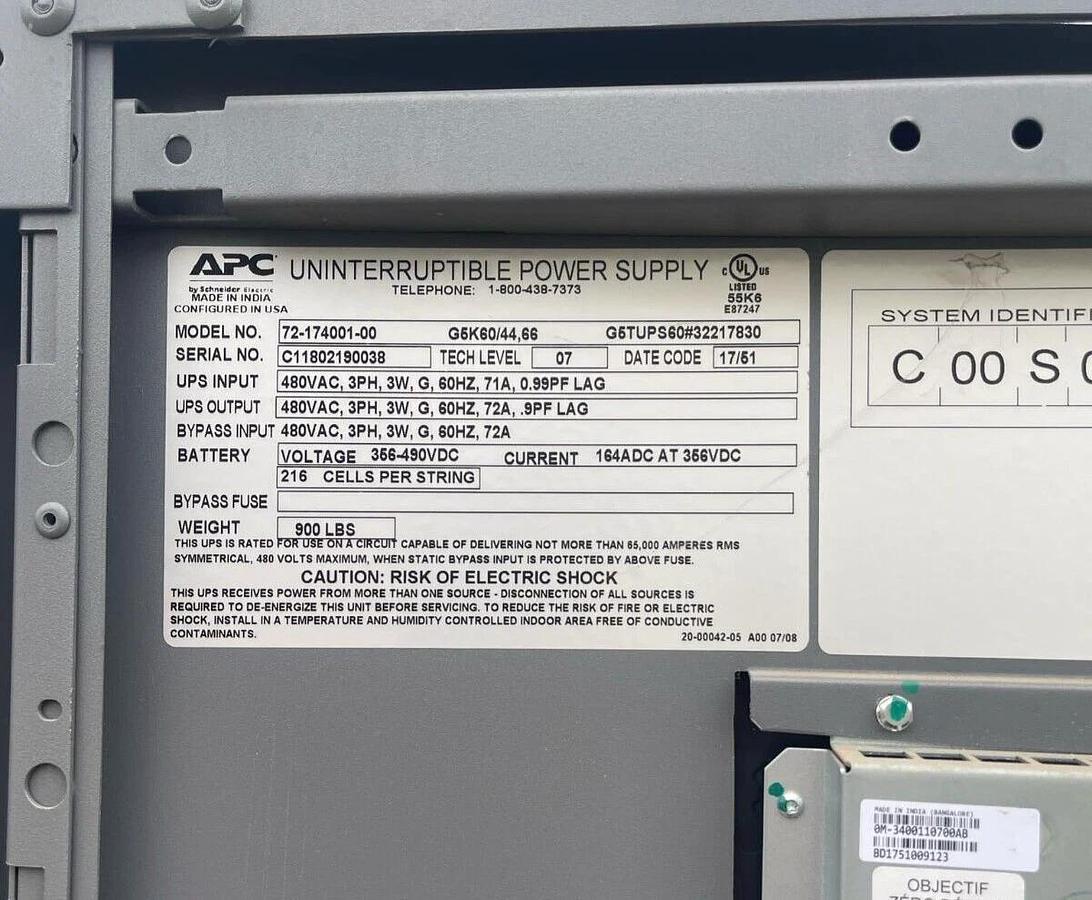 APC UNINTERRUPTIBLE POWER SUPPLY
by Schneider Electric
TELEPHONE: 1-800-438-7373
MADE IN INDIA
CONFIGURED IN USA
C UL US
LISTED
55K6
E87247
MODEL NO. 72-174001-00 G5K60/44,66 G5TUPS60#32217830
SERIAL NO. C11802190038 TECH LEVEL 07 DATE CODE 17/51
UPS INPUT 480VAC, 3PH, 3W, G, 60HZ, 71A, 0.99PF LAG
UPS OUTPUT 480VAC, 3PH, 3W, G, 60HZ, 72A, .9PF LAG
BYPASS INPUT 480VAC, 3PH, 3W, G, 60HZ, 72A
BATTERY VOLTAGE 356-490VDC CURRENT 164ADC AT 356VDC
216 CELLS PER STRING
BYPASS FUSE
WEIGHT 900 LBS
THIS UPS IS RATED FOR USE ON A CIRCUIT CAPABLE OF DELIVERING NOT MORE THAN 65,000 AMPERES RMS
SYMMETRICAL, 480 VOLTS MAXIMUM, WHEN STATIC BYPASS INPUT IS PROTECTED BY ABOVE FUSE.
CAUTION: RISK OF ELECTRIC SHOCK
THIS UPS RECEIVES POWER FROM MORE THAN ONE SOURCE - DISCONNECTION OF ALL SOURCES IS
REQUIRED TO DE-ENERGIZE THIS UNIT BEFORE SERVICING. TO REDUCE THE RISK OF FIRE OR ELECTRIC
SHOCK, INSTALL IN A TEMPERATURE AND HUMIDITY CONTROLLED INDOOR AREA FREE OF CONDUCTIVE
CONTAMINANTS.
20-00042-05 A00 07/08
SYSTEM IDENTIFI
C 00 S 0
MADE IN INDIA (BANGALORE)
0M-3400110700AB
BD1751009123
OBJECTIF